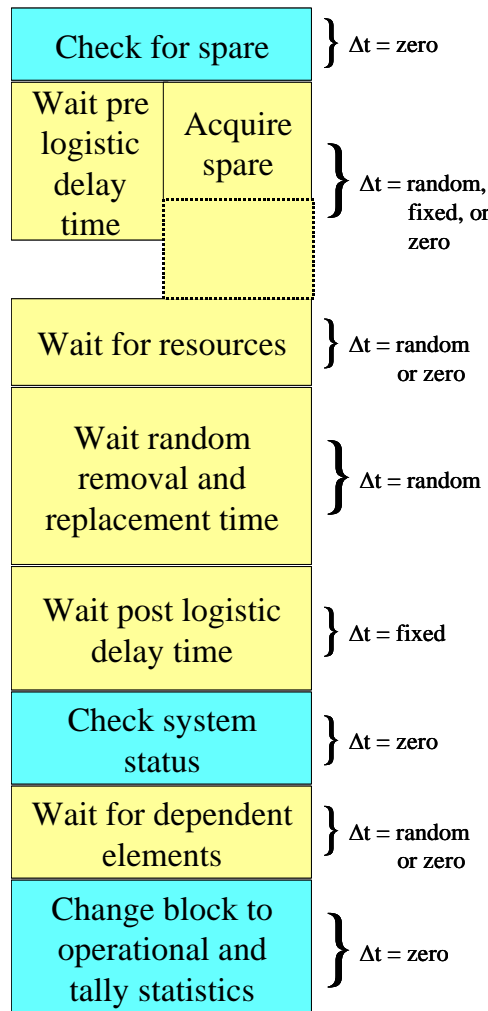 Check for spare
Δt = zero
Wait pre
logistic
delay
time
Acquire
spare
Δt = random,
fixed, or
zero
Wait for resources
Δt = random
or zero
Wait random
removal and
replacement time
Δt = random
Wait post logistic
delay time
Δt = fixed
Check system
status
Δt = zero
Wait for dependent
elements
Δt = random
or zero
Change block to
operational and
tally statistics
Δt = zero